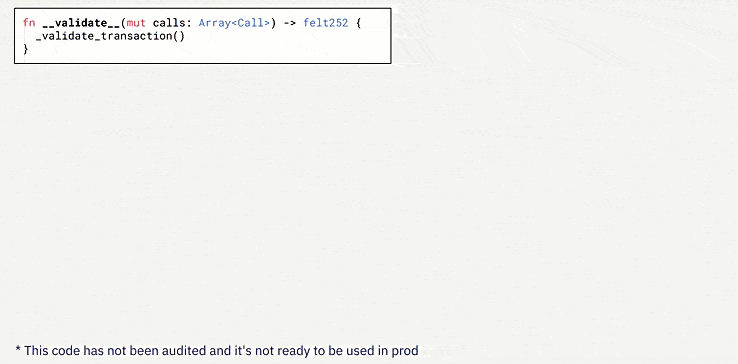 fn __validate__(mut calls: Array<Call>) -> felt252 {
_validate_transaction()
}
* This code has not been audited and it's not ready to be used in prod